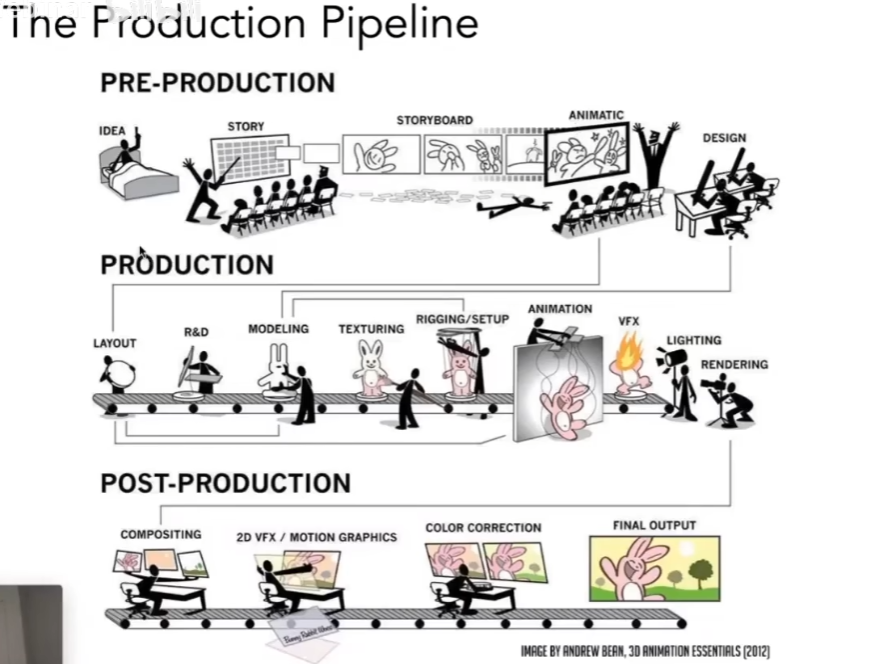 The Production Pipeline
PRE-PRODUCTION
IDEA
STORY
STORYBOARD
ANIMATIC
DESIGN
PRODUCTION
LAYOUT
R&D
MODELING
TEXTURING
RIGGING/SETUP
ANIMATION
VFX
LIGHTING
RENDERING
POST-PRODUCTION
COMPOSITING
2D VFX / MOTION GRAPHICS
COLOR CORRECTION
FINAL OUTPUT
IMAGE BY ANDREW BEAN, 3D ANIMATION ESSENTIALS (2012)